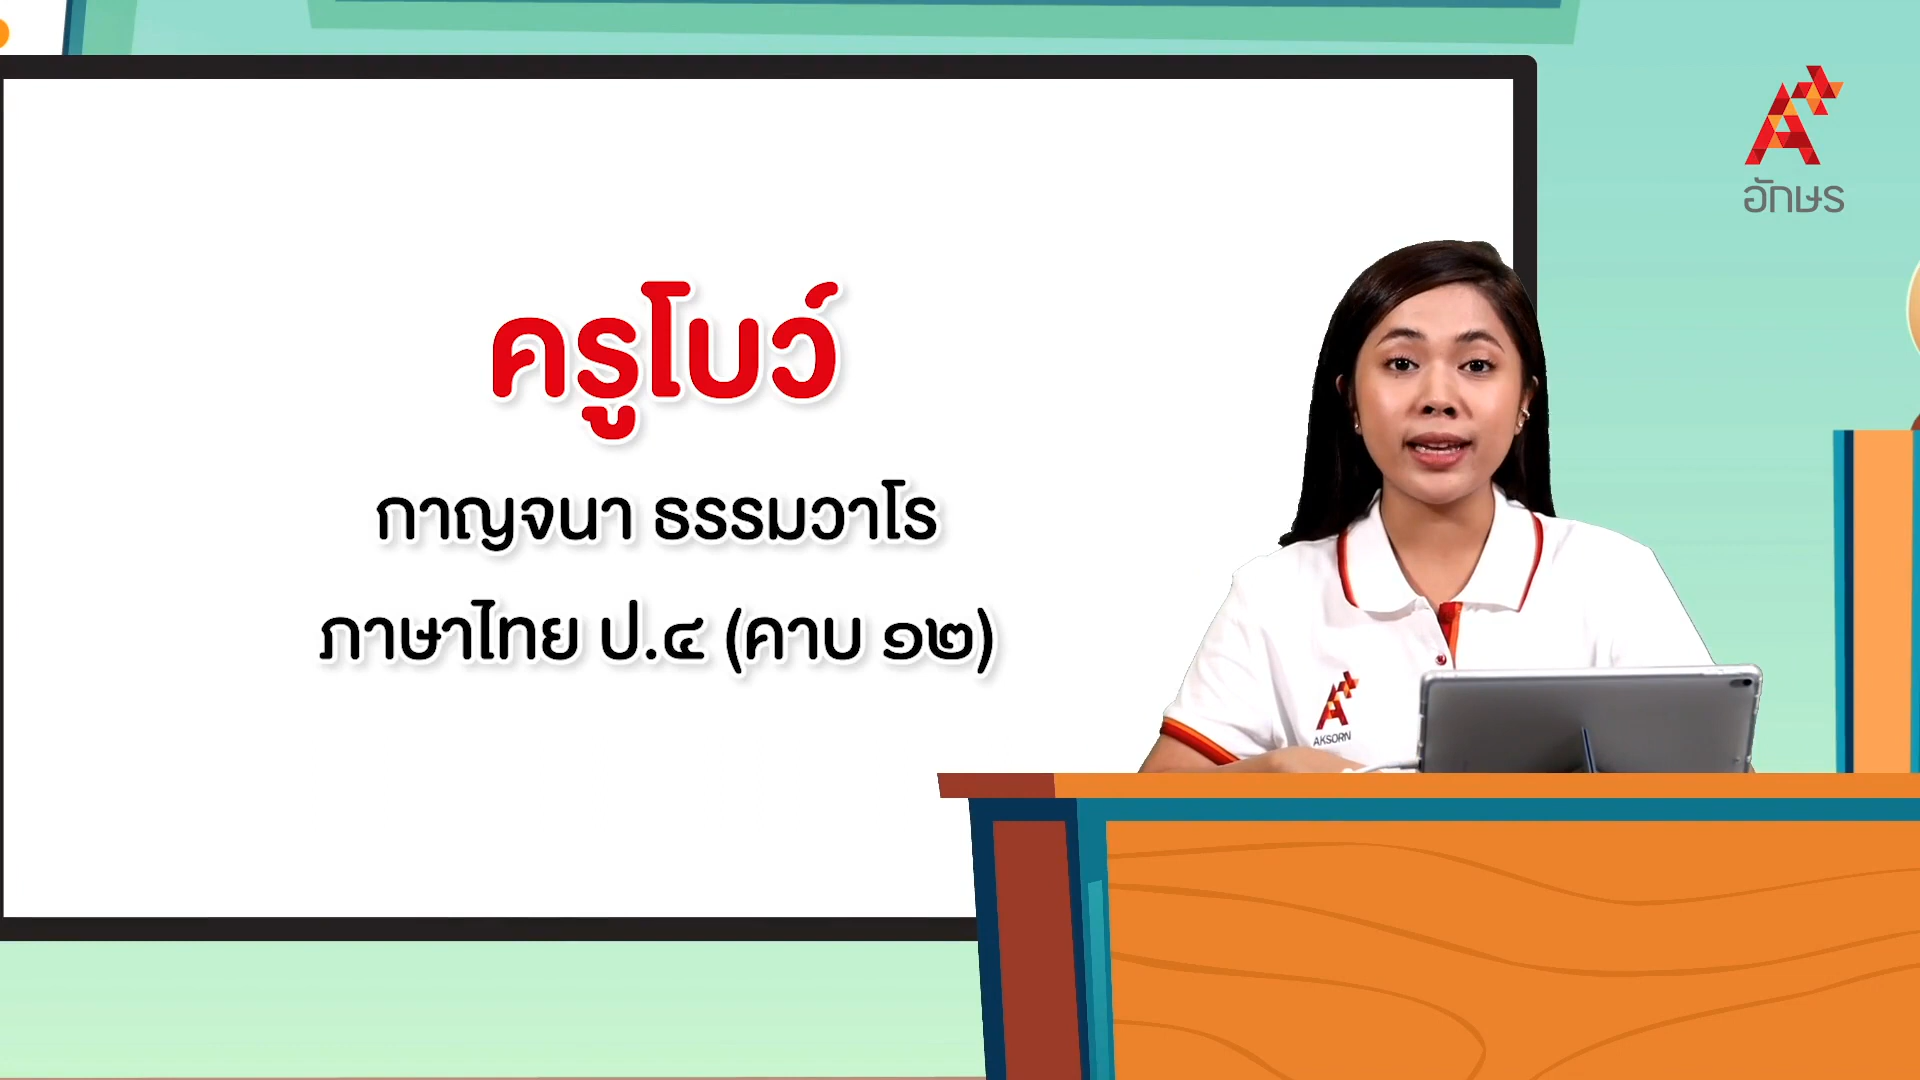 อักษร
ครูโบว์
กาญจนา ธรรมวาโร
ภาษาไทย ป.๔ (คาบ ๑๒)
AKSORN